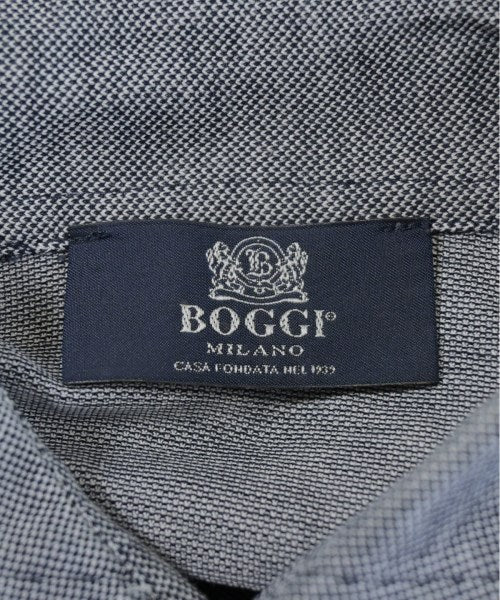 B
BOGGI®
MILANO
CASA FONDATA NEL 1939